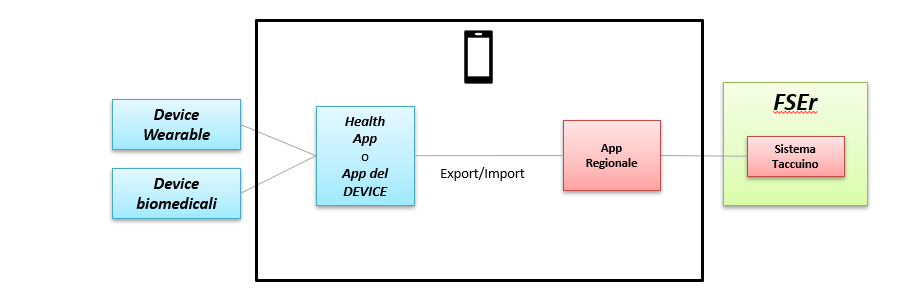 Device
Wearable
Device
biomedicali
Health
App
o
App del
DEVICE
Export/Import
App
Regionale
FSEr
Sistema
Taccuino